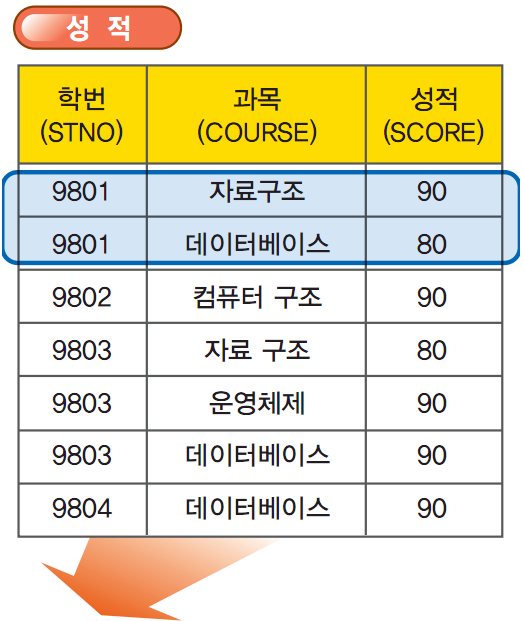 성 적
학번 과목 성적
(STNO) (COURSE) (SCORE)
9801 자료구조 90
9801 데이터베이스 80
9802 컴퓨터 구조 90
9803 자료 구조 80
9803 운영체제 90
9803 데이터베이스 90
9804 데이터베이스 90